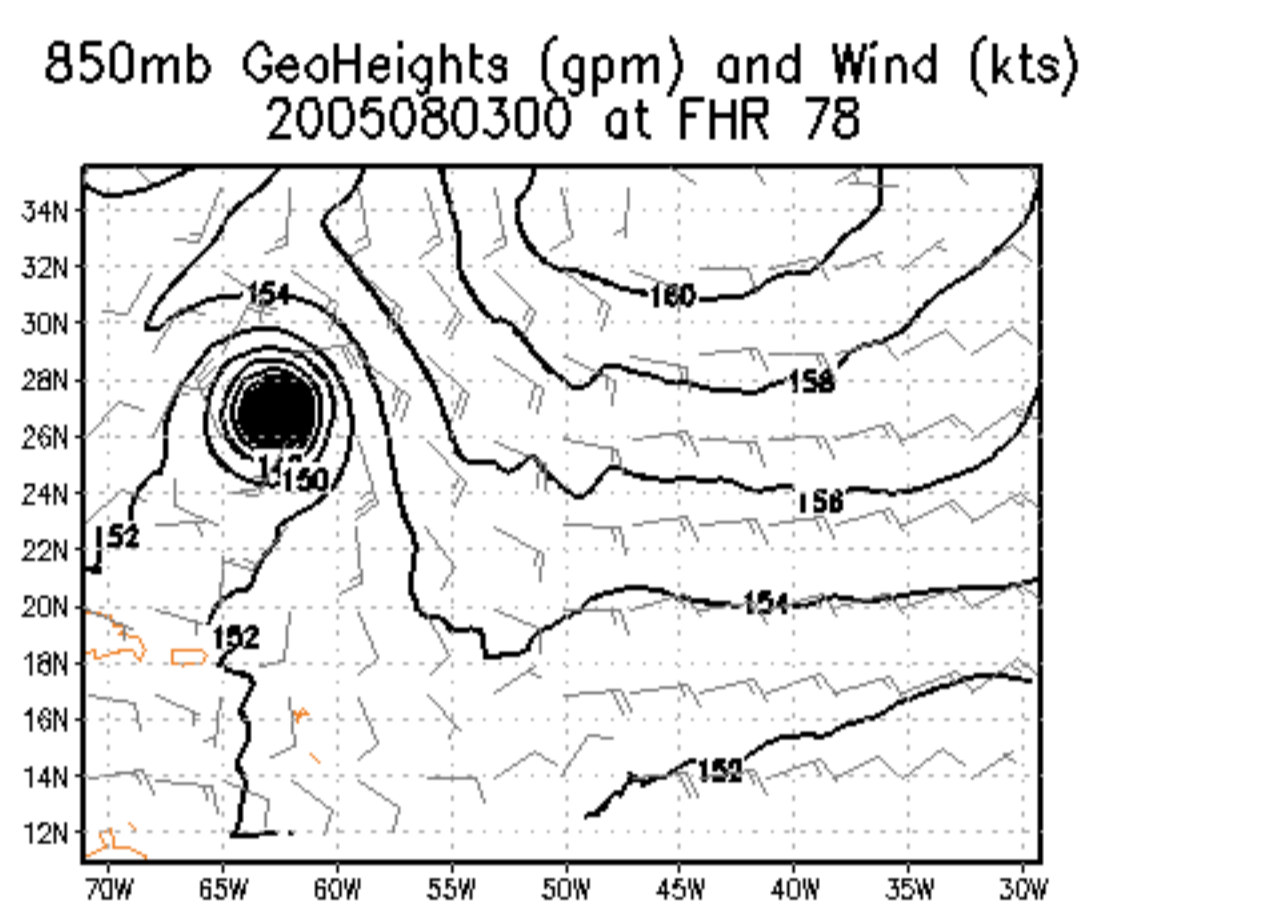 850mb GeoHeights (gpm) and Wind (kts)
2005080300 at FHR 78
34N
32N
154
160
30N
28N
158
26N
150
24N
156
152
22N
20N
154
152
18N
16N
152
14N
12N
70W 65W 60W 55W 50W 45W 40W 35W 30W